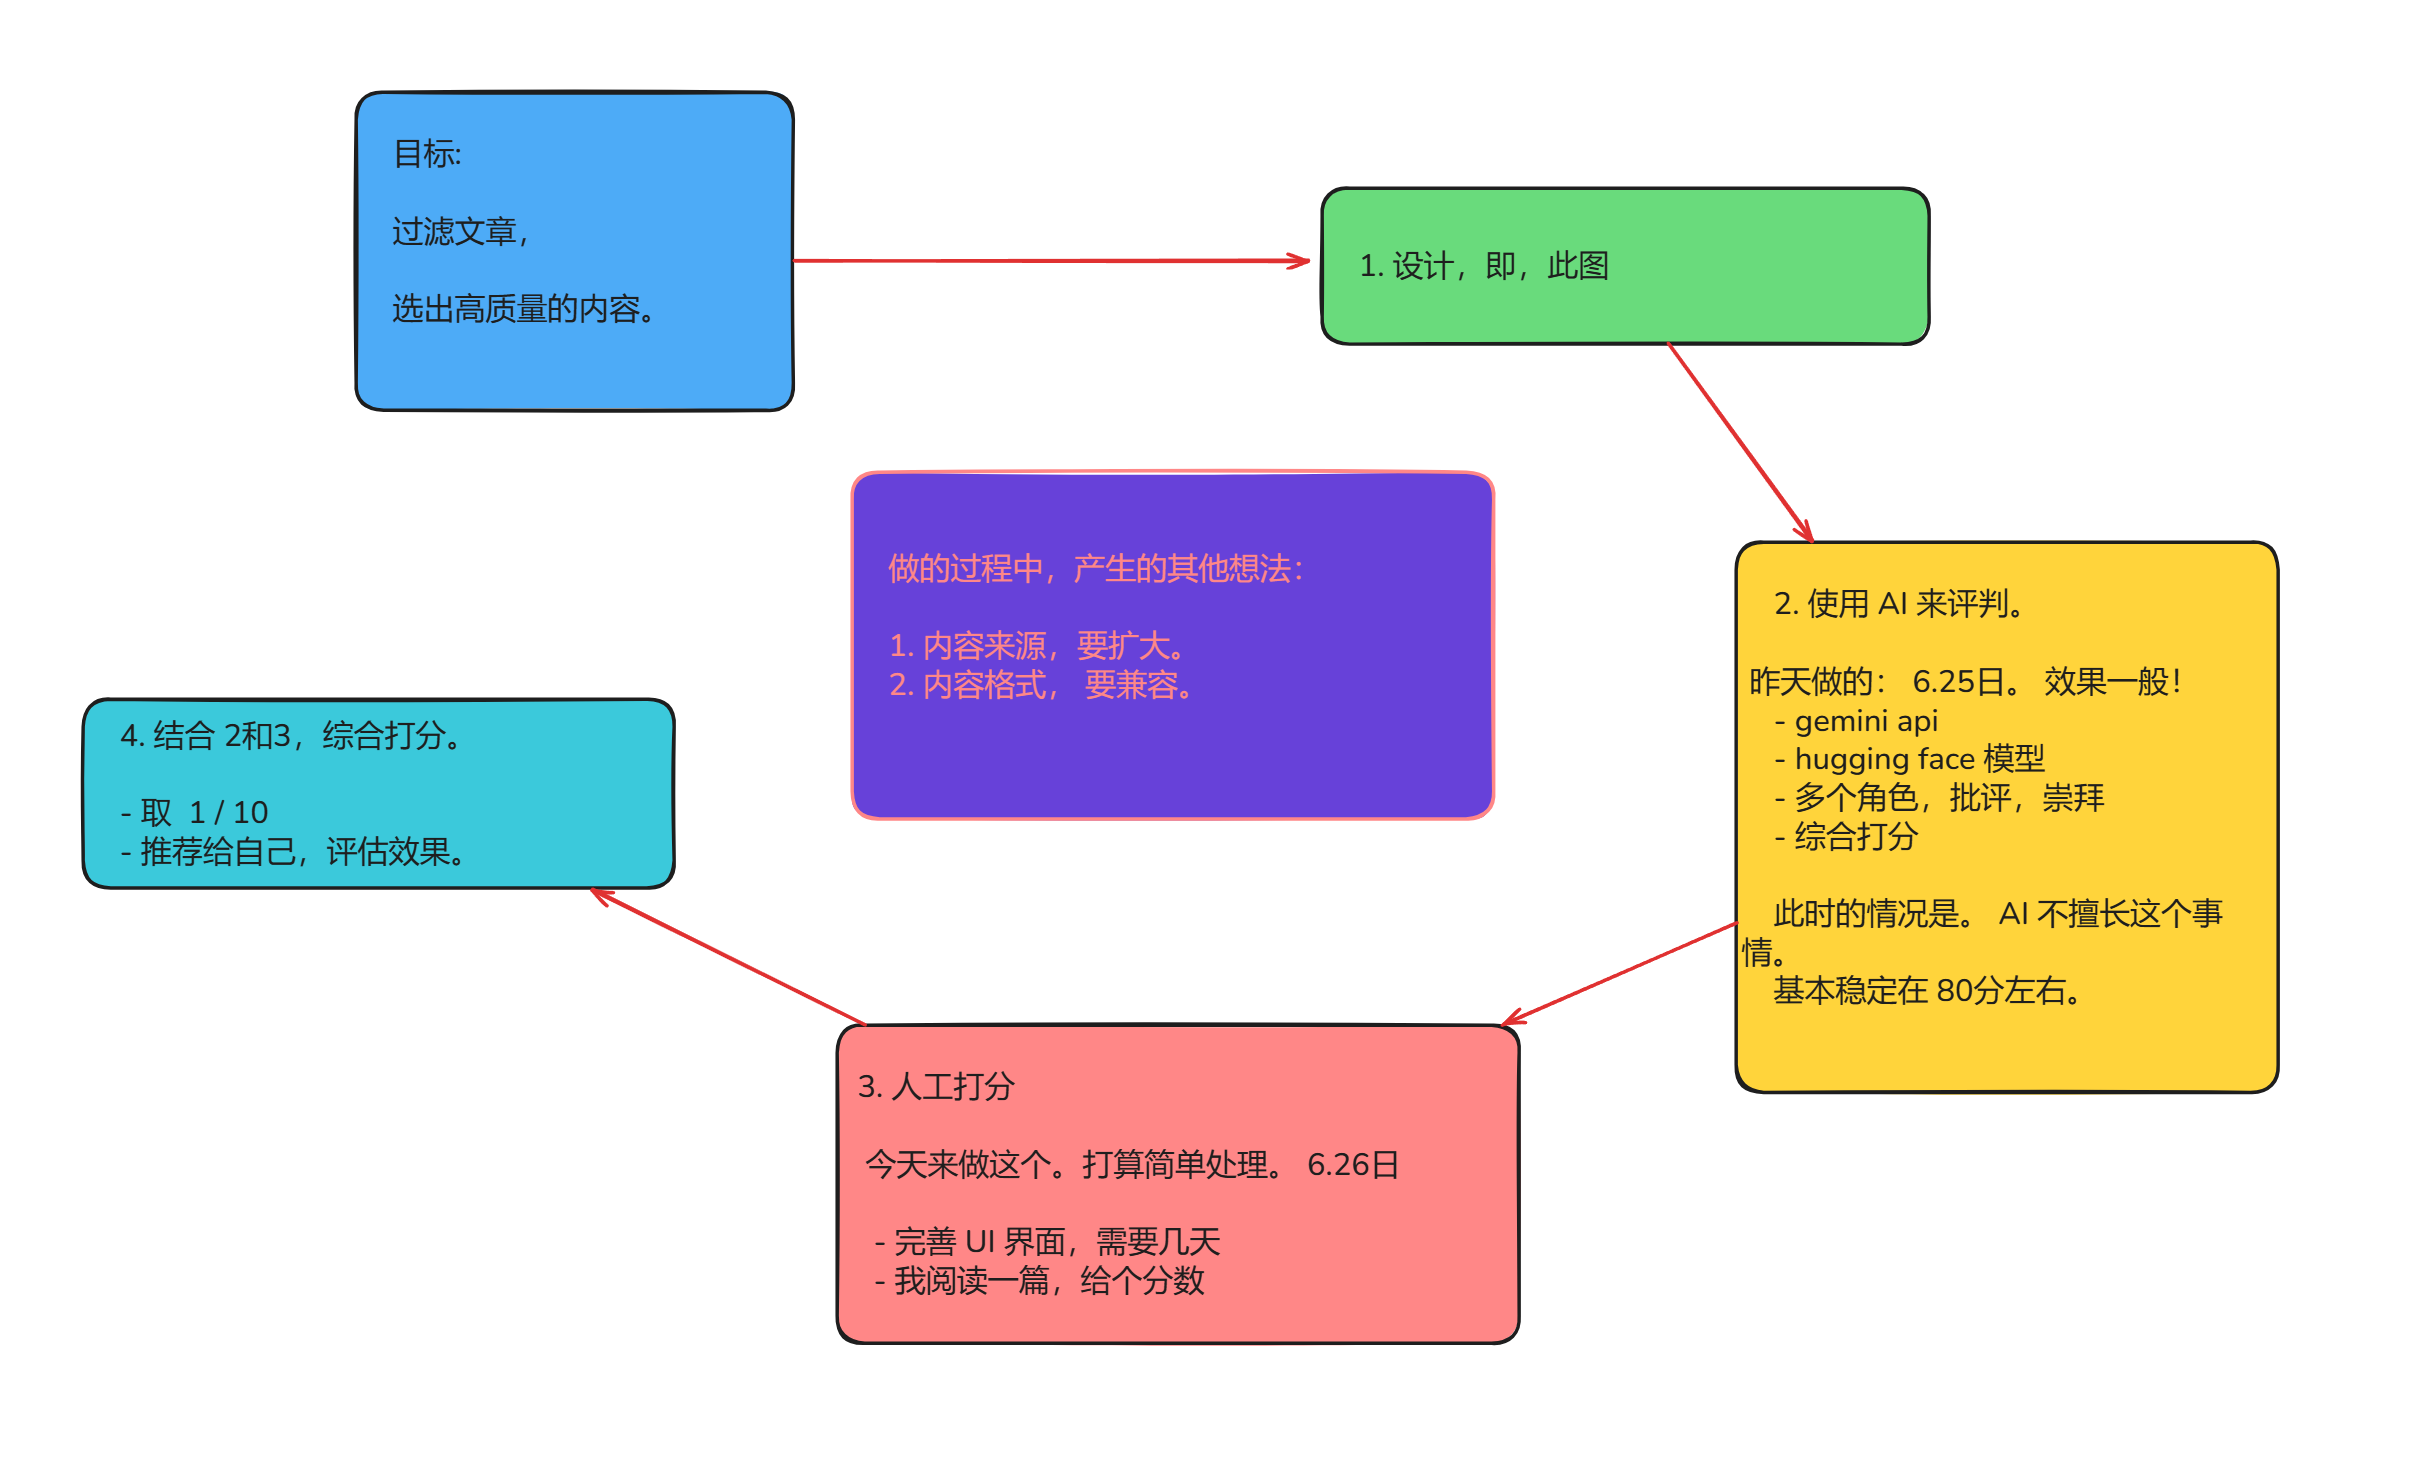 目标:
过滤文章，
选出高质量的内容。
1. 设计，即，此图
2. 使用 AI 来评判。
昨天做的： 6.25日。 效果一般！
- gemini api
- hugging face 模型
- 多个角色，批评，崇拜
- 综合打分
此时的情况是。 AI 不擅长这个事
情。
基本稳定在 80分左右。
3. 人工打分
今天来做这个。打算简单处理。 6.26日
- 完善 UI 界面，需要几天
- 我阅读一篇，给个分数
4. 结合 2和3，综合打分。
- 取 1 / 10
- 推荐给自己，评估效果。
做的过程中，产生的其他想法：
1. 内容来源，要扩大。
2. 内容格式， 要兼容。